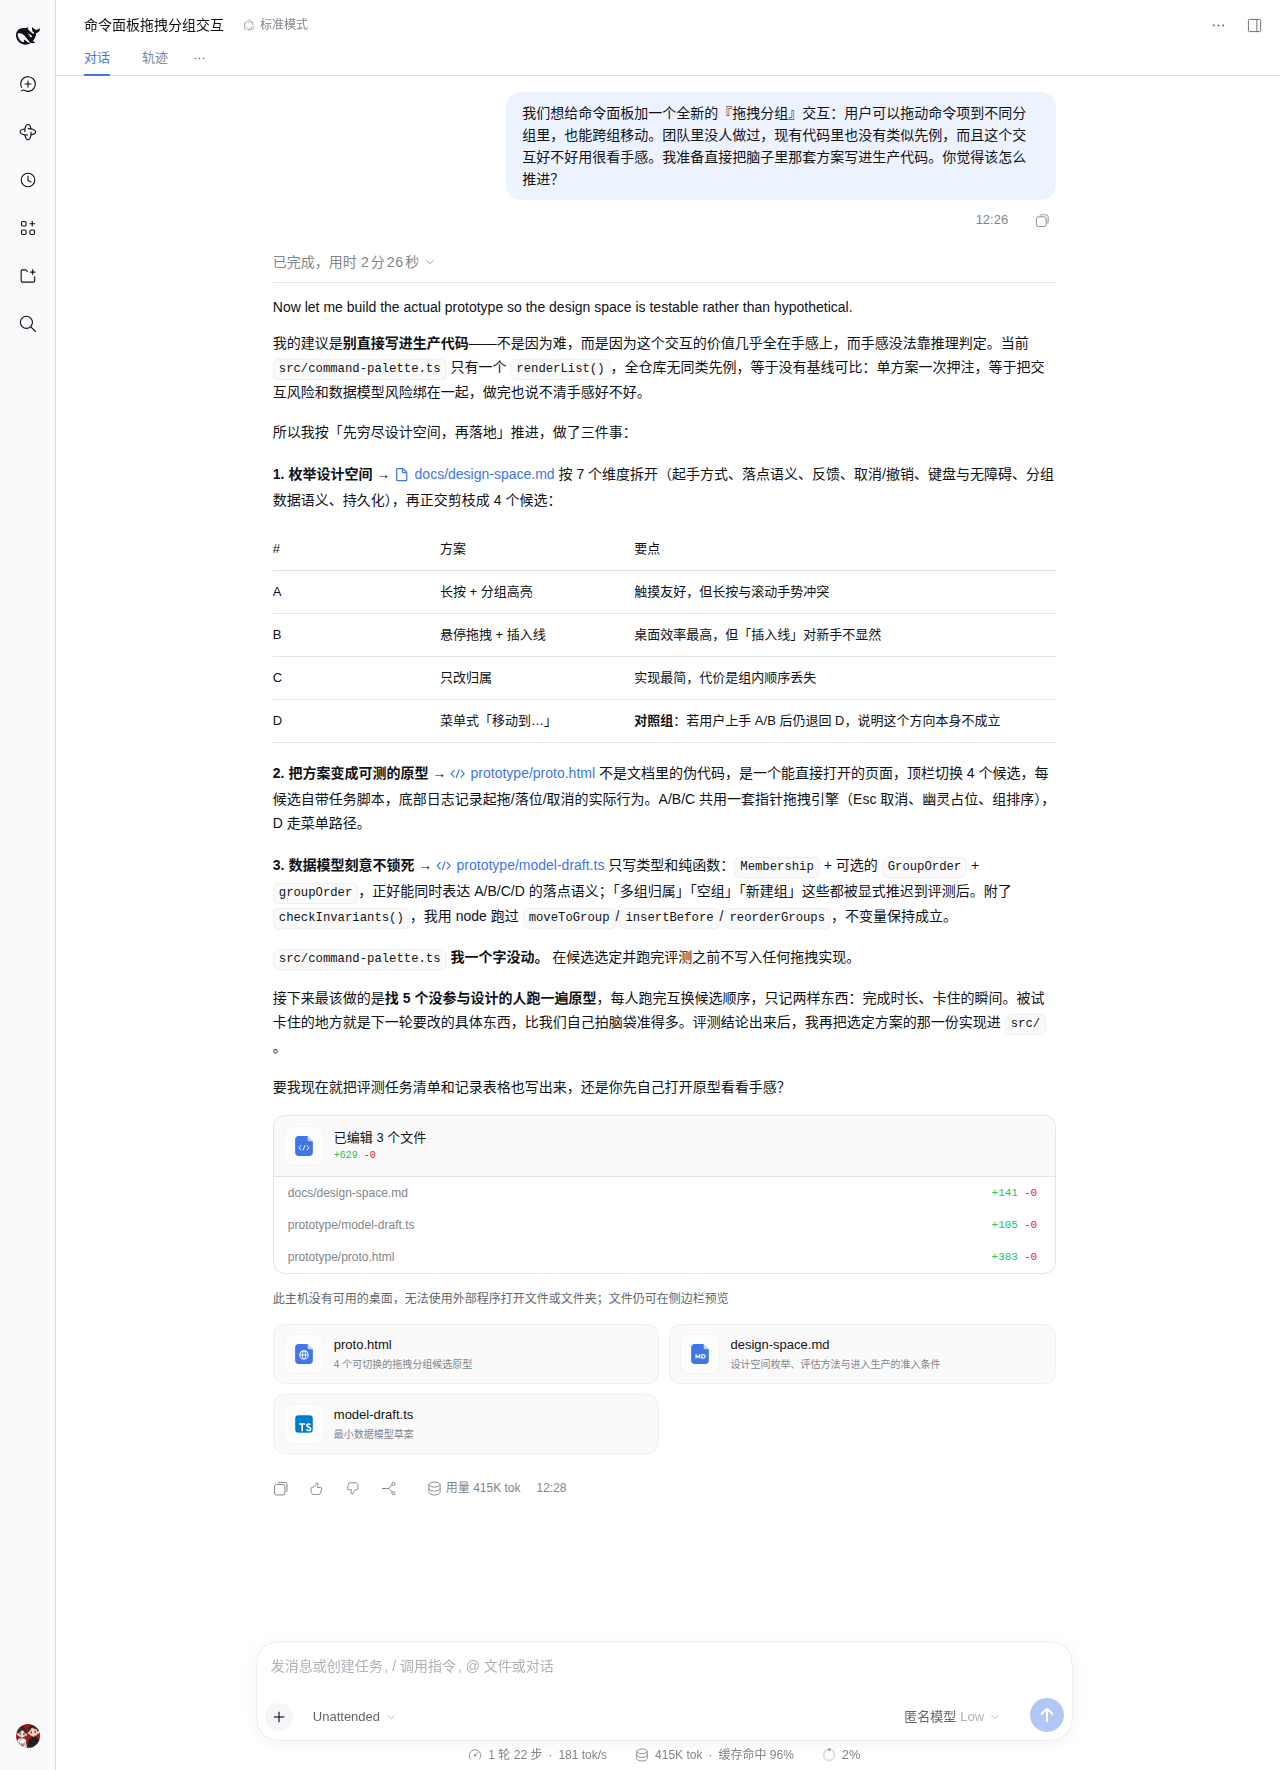 命令面板拖拽分组交互 标准模式
对话 轨迹 ···
我们想给命令面板加一个全新的『拖拽分组』交互：用户可以拖动命令项到不同分
组里，也能跨组移动。团队里没人做过，现有代码里也没有类似先例，而且这个交
互好不好用很看手感。我准备直接把脑子里那套方案写进生产代码。你觉得该怎么
推进？
12:26
已完成，用时 2分26秒
Now let me build the actual prototype so the design space is testable rather than hypothetical.
我的建议是别直接写进生产代码——不是因为难，而是因为这个交互的价值几乎全在手感上，而手感没法靠推理判定。当前
src/command-palette.ts 只有一个 renderList()，全仓库无同类先例，等于没有基线可比：单方案一次押注，等于把交
互风险和数据模型风险绑在一起，做完也说不清手感好不好。
所以我按「先穷尽设计空间，再落地」推进，做了三件事：
1. 枚举设计空间 → docs/design-space.md 按 7 个维度拆开（起手方式、落点语义、反馈、取消/撤销、键盘与无障碍、分组
数据语义、持久化），再正交剪枝成 4 个候选：
# 方案 要点
A 长按 + 分组高亮 触摸友好，但长按与滚动手势冲突
B 悬停拖拽 + 插入线 桌面效率最高，但「插入线」对新手不显然
C 只改归属 实现最简，代价是组内顺序丢失
D 菜单式「移动到…」 对照组：若用户上手 A/B 后仍退回 D，说明这个方向本身不成立
2. 把方案变成可测的原型 → prototype/proto.html 不是文档里的伪代码，是一个能直接打开的页面，顶栏切换 4 个候选，每
候选自带任务脚本，底部日志记录起拖/落位/取消的实际行为。A/B/C 共用一套指针拖拽引擎（Esc 取消、幽灵占位、组排序），
D 走菜单路径。
3. 数据模型刻意不锁死 → prototype/model-draft.ts 只写类型和纯函数：Membership + 可选的 GroupOrder +
groupOrder，正好能同时表达 A/B/C/D 的落点语义；「多组归属」「空组」「新建组」这些都被显式推迟到评测后。附了
checkInvariants()，我用 node 跑过 moveToGroup / insertBefore / reorderGroups，不变量保持成立。
src/command-palette.ts 我一个字没动。 在候选选定并跑完评测之前不写入任何拖拽实现。
接下来最该做的是找 5 个没参与设计的人跑一遍原型，每人跑完互换候选顺序，只记两样东西：完成时长、卡住的瞬间。被试
卡住的地方就是下一轮要改的具体东西，比我们自己拍脑袋准得多。评测结论出来后，我再把选定方案的那一份实现进 src/
。
要我现在就把评测任务清单和记录表格也写出来，还是你先自己打开原型看看手感？
已编辑 3 个文件
+629 -0
docs/design-space.md +141 -0
prototype/model-draft.ts +105 -0
prototype/proto.html +383 -0
此主机没有可用的桌面，无法使用外部程序打开文件或文件夹；文件仍可在侧边栏预览
proto.html
4 个可切换的拖拽分组候选原型
MD design-space.md
设计空间枚举、评估方法与进入生产的准入条件
TS model-draft.ts
最小数据模型草案
用量 415K tok 12:28
发消息或创建任务, / 调用指令, @ 文件或对话
Unattended 匿名模型 Low
1 轮 22 步 · 181 tok/s 415K tok · 缓存命中 96% 2%